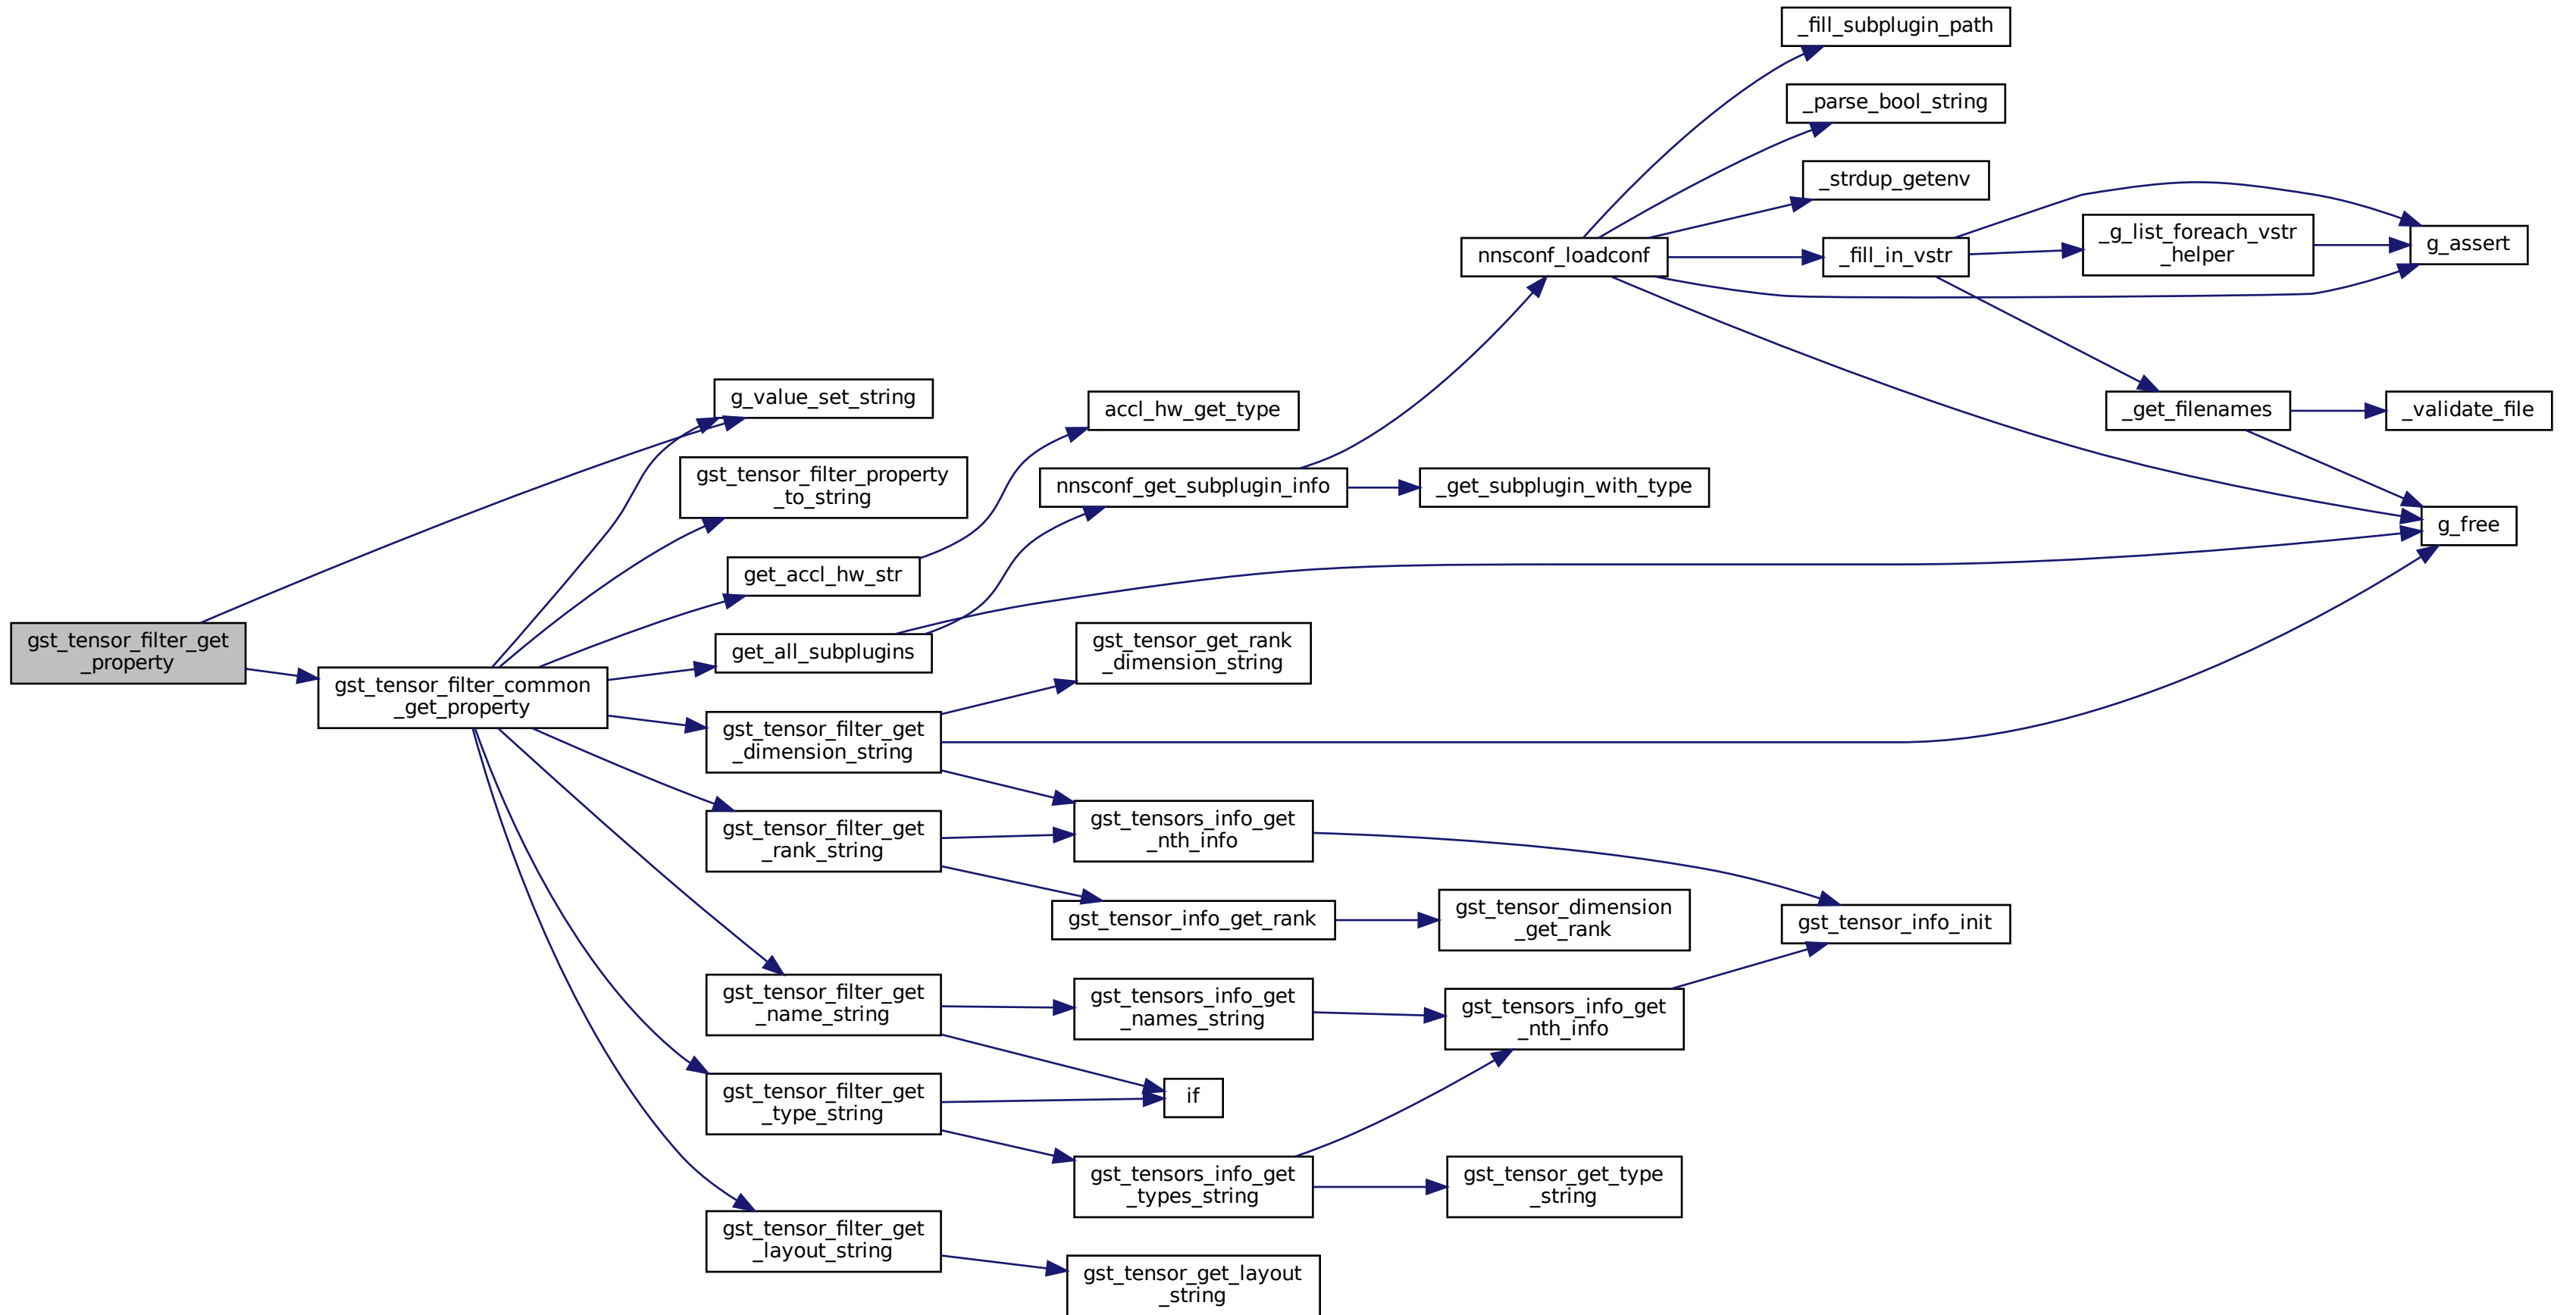 _fill_subplugin_path
_parse_bool_string
_strdup_getenv
nnsconf_loadconf
_fill_in_vstr
_g_list_foreach_vstr
_helper
g_assert
g_value_set_string
accl_hw_get_type
_get_filenames
_validate_file
gst_tensor_filter_property
_to_string
nnsconf_get_subplugin_info
_get_subplugin_with_type
g_free
get_accl_hw_str
gst_tensor_filter_get
_property
get_all_subplugins
gst_tensor_get_rank
_dimension_string
gst_tensor_filter_common
_get_property
gst_tensor_filter_get
_dimension_string
gst_tensor_filter_get
_rank_string
gst_tensors_info_get
_nth_info
gst_tensor_info_get_rank
gst_tensor_dimension
_get_rank
gst_tensor_info_init
gst_tensor_filter_get
_name_string
gst_tensors_info_get
_names_string
gst_tensors_info_get
_nth_info
gst_tensor_filter_get
_type_string
if
gst_tensors_info_get
_types_string
gst_tensor_get_type
_string
gst_tensor_filter_get
_layout_string
gst_tensor_get_layout
_string